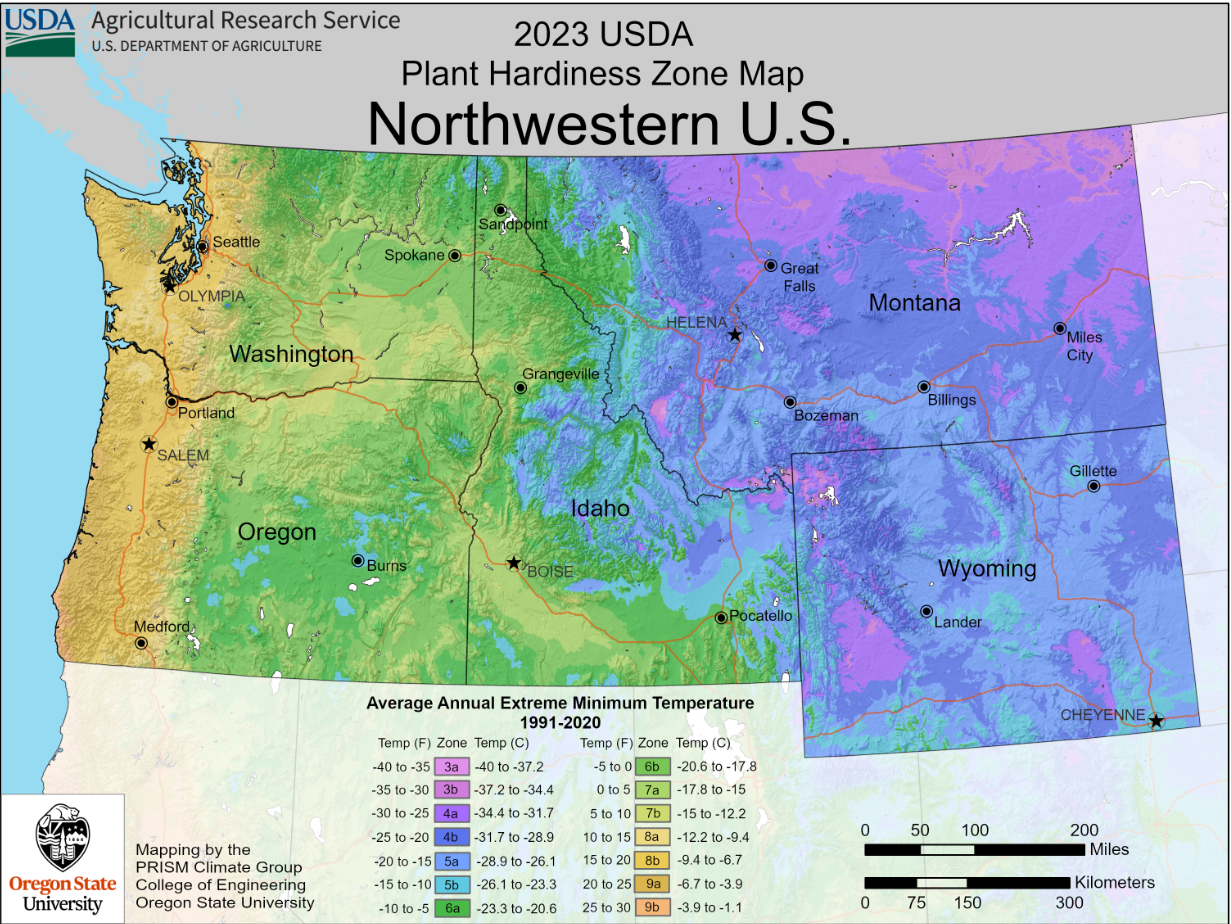 USDA
Agricultural Research Service
U.S. DEPARTMENT OF AGRICULTURE
2023 USDA
Plant Hardiness Zone Map
Northwestern U.S.
Sandpoint
Seattle
Spokane
Great
Falls
OLYMPIA
Montana
HELENA
Miles
City
Washington
Grangeville
Billings
Portland
Bozeman
SALEM
Gillette
Idaho
Oregon
Burns
BOISE
Wyoming
Pocatello
Lander
Medford
CHEYENNE
Average Annual Extreme Minimum Temperature
1991-2020
Temp (F) Zone Temp (C) Temp (F) Zone Temp (C)
-40 to -35 3a -40 to -37.2 -5 to 0 6b -20.6 to -17.8
-35 to -30 3b -37.2 to -34.4 0 to 5 7a -17.8 to -15
-30 to -25 4a -34.4 to -31.7 5 to 10 7b -15 to -12.2
-25 to -20 4b -31.7 to -28.9 10 to 15 8a -12.2 to -9.4
-20 to -15 5a -28.9 to -26.1 15 to 20 8b -9.4 to -6.7
-15 to -10 5b -26.1 to -23.3 20 to 25 9a -6.7 to -3.9
-10 to -5 6a -23.3 to -20.6 25 to 30 9b -3.9 to -1.1
Oregon State
University
Mapping by the
PRISM Climate Group
College of Engineering
Oregon State University
0 50 100 200
Miles
Kilometers
0 75 150 300